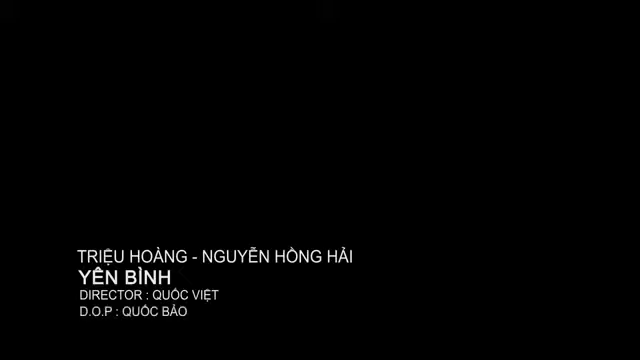 TRIỆU HOÀNG - NGUYỄN HỒNG HẢI
YÊN BÌNH
DIRECTOR : QUỐC VIỆT
D.O.P : QUỐC BẢO